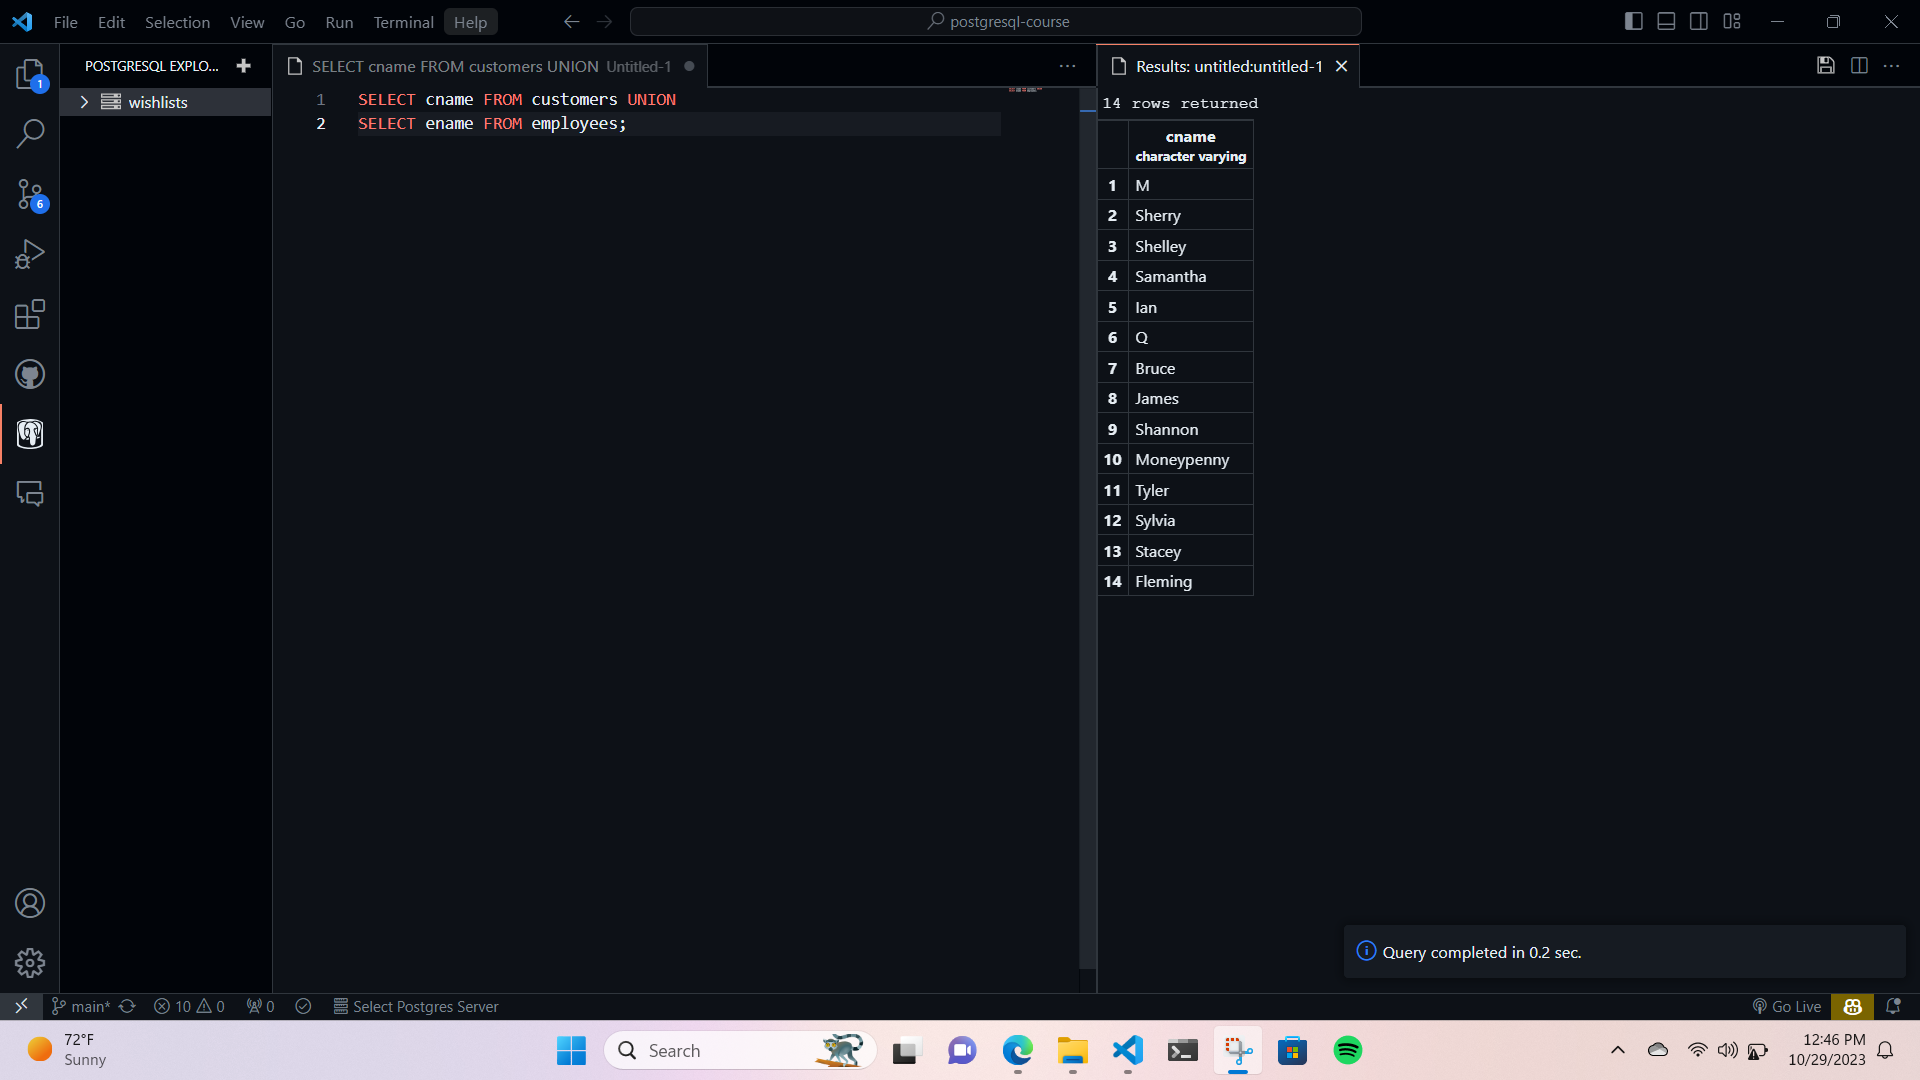 File Edit Selection View Go Run Terminal Help
postgresql-course
1
POSTGRESQL EXPLO...
wishlists
6
SELECT cname FROM customers UNION Untitled-1
1 SELECT cname FROM customers UNION
2 SELECT ename FROM employees;
Results: untitled:untitled-1
14 rows returned
cname
character varying
1 M
2 Sherry
3 Shelley
4 Samantha
5 Ian
6 Q
7 Bruce
8 James
9 Shannon
10 Moneypenny
11 Tyler
12 Sylvia
13 Stacey
14 Fleming
Query completed in 0.2 sec.
main* 10 0 0 Select Postgres Server
Go Live
72°F
Sunny
Search
12:46 PM
10/29/2023